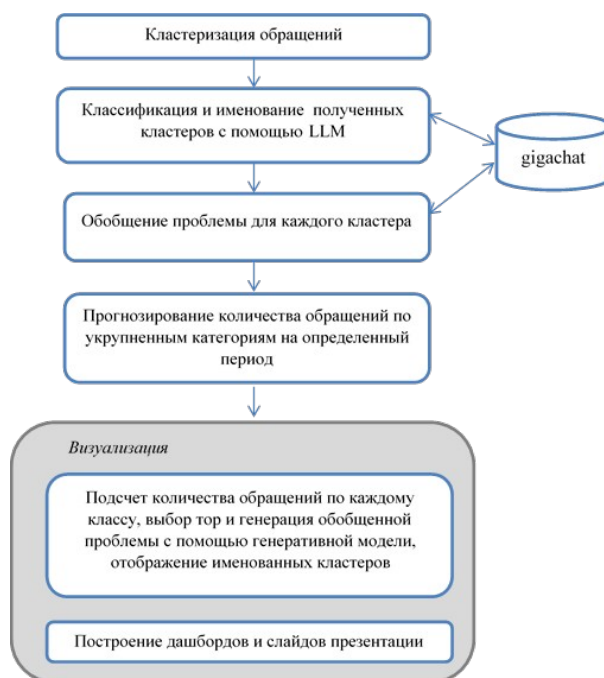 Кластеризация обращений
Классификация и именование полученных
кластеров с помощью LLM
gigachat
Обобщение проблемы для каждого кластера
Прогнозирование количества обращений по
укрупненным категориям на определенный
период
Визуализация
Подсчет количества обращений по каждому
классу, выбор тор и генерация обобщенной
проблемы с помощью генеративной модели,
отображение именованных кластеров
Построение дашбордов и слайдов презентации